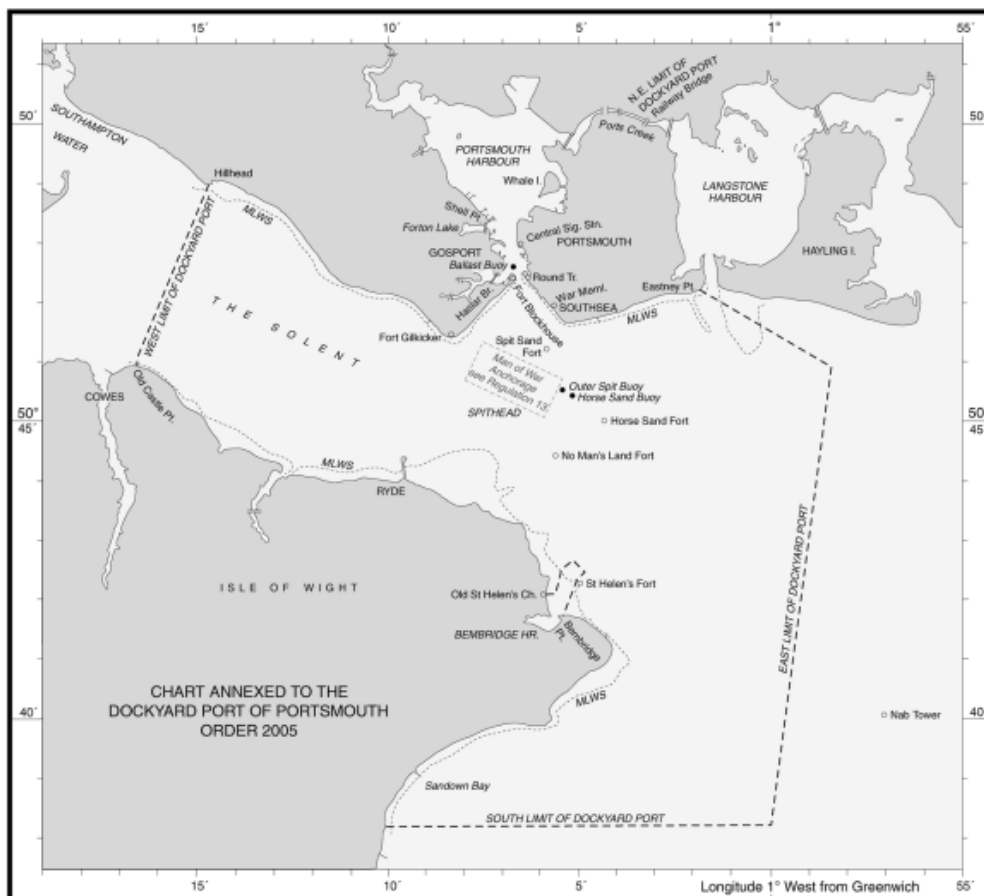 15´
10´
5´
1°
55´
50´
50´
SOUTHAMPTON
WATER
Hillhead
MLWS
WEST LIMIT OF DOCKYARD PORT
THE SOLENT
PORTSMOUTH
HARBOUR
Whale I.
N.E. LIMIT OF
DOCKYARD PORT
Railway Bridge
Ports Creek
LANGSTONE
HARBOUR
HAYLING I.
Shell Pt.
Forton Lake
Central Sig. Stn.
PORTSMOUTH
GOSPORT
Ballast Buoy
Round Tr.
Haslar Br.
Fort Blockhouse
War Meml.
SOUTHSEA
Eastney Pt.
MLWS
Fort Gilkicker
Spit Sand
Fort
Man of War
Anchorage
see Regulation 13
Outer Spit Buoy
Horse Sand Buoy
SPITHEAD
Horse Sand Fort
No Man's Land Fort
COWES
Old Castle Pt.
50°
45´
50°
45´
MLWS
RYDE
ISLE OF WIGHT
St Helen's Fort
Old St Helen's Ch.
BEMBRIDGE HR.
Bembridge
Pt.
MLWS
EAST LIMIT OF DOCKYARD PORT
CHART ANNEXED TO THE
DOCKYARD PORT OF PORTSMOUTH
ORDER 2005
40´
40´
Nab Tower
Sandown Bay
SOUTH LIMIT OF DOCKYARD PORT
Longitude 1° West from Greenwich
15´
10´
5´
55´